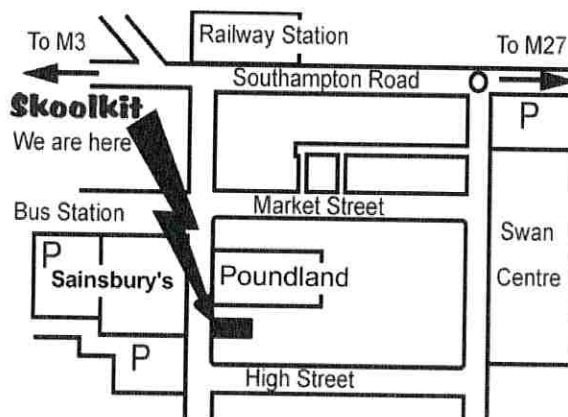 To M3
Railway Station
To M27
Southampton Road
Skoolkit
We are here
P
Bus Station
Market Street
P
Sainsbury's
Poundland
Swan
Centre
P
High Street